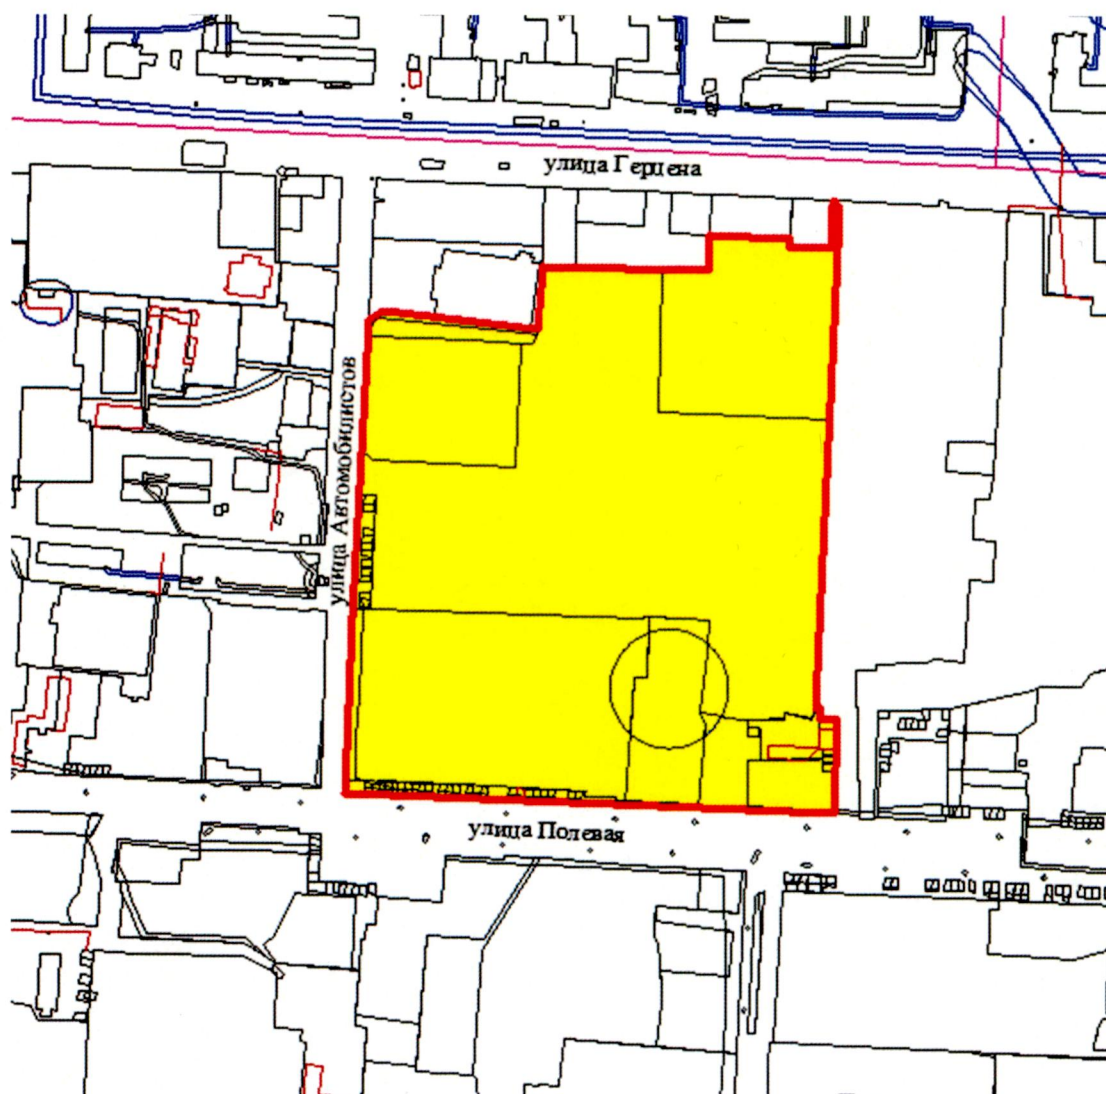 улица Герцена
улица Автомобилистов
улица Полевая